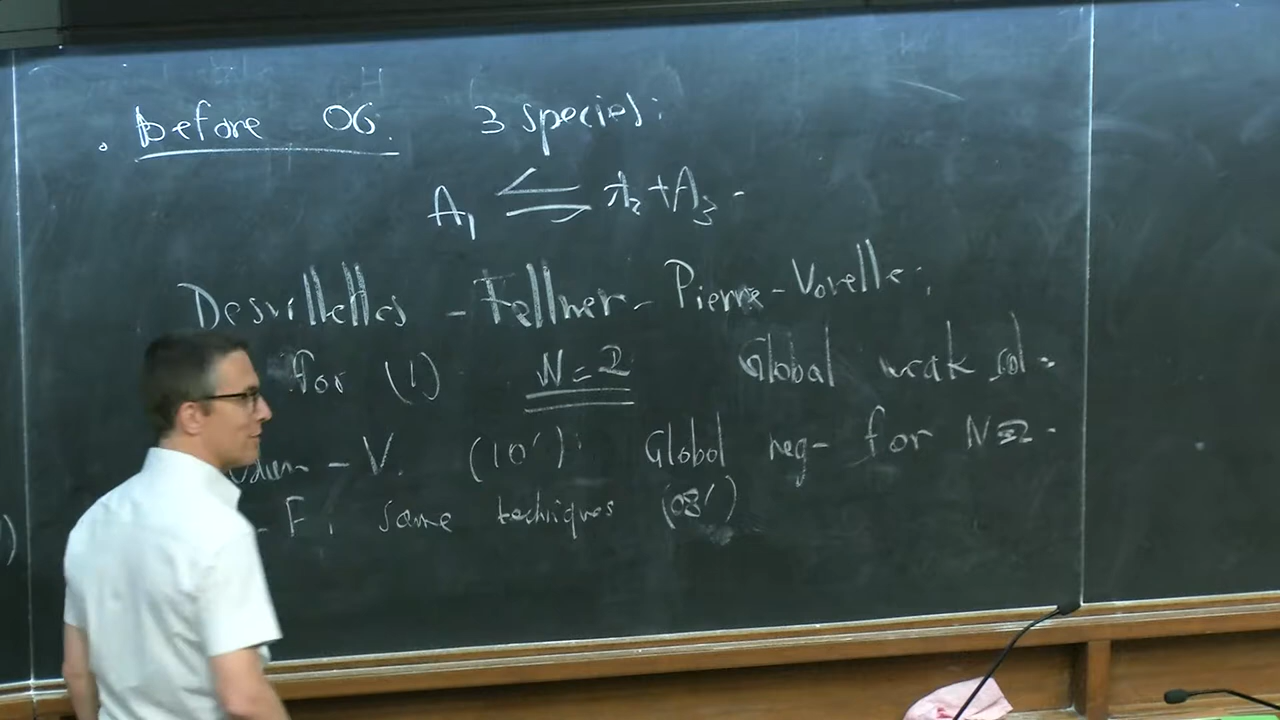 . before 06. 3 species:
A₁ ⇌ A₂+A₃.
Desvillettes - Fellner - Pierre - Vovelle:
for (1) N=2 Global weak sol.
- V. (10'): Global reg- for N=2.
- F. same techniques (08')
)